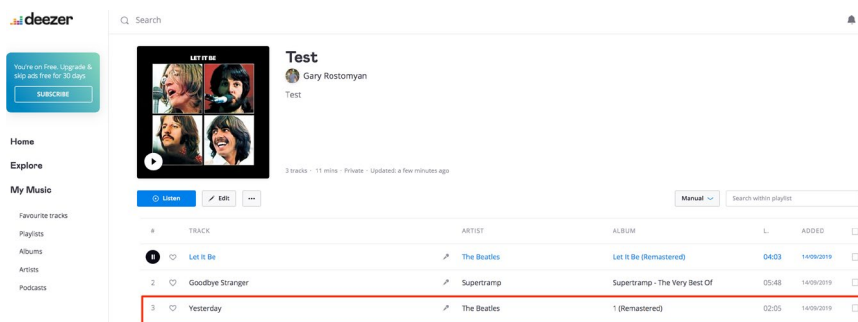 deezer
Search
You're on Free. Upgrade &
skip ads free for 30 days
SUBSCRIBE
Home
Explore
My Music
Favourite tracks
Playlists
Albums
Artists
Podcasts
LET IT BE
Test
Gary Rostomyan
Test
3 tracks · 11 mins · Private · Updated: a few minutes ago
Listen Edit ...
Manual Search within playlist
# TRACK ARTIST ALBUM L. ADDED
Let It Be The Beatles Let It Be (Remastered) 04:03 14/09/2019
2 Goodbye Stranger Supertramp Supertramp - The Very Best Of 05:48 14/09/2019
3 Yesterday The Beatles 1 (Remastered) 02:05 14/09/2019